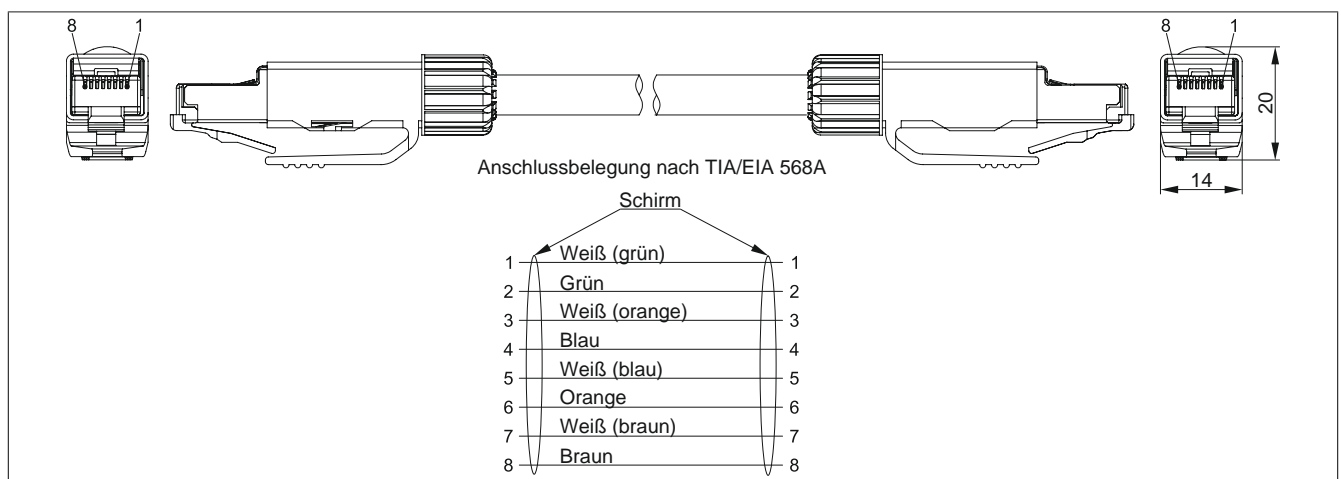 8 1
8 1
20
14
Anschlussbelegung nach TIA/EIA 568A
Schirm
1 Weiß (grün) 1
2 Grün 2
3 Weiß (orange) 3
4 Blau 4
5 Weiß (blau) 5
6 Orange 6
7 Weiß (braun) 7
8 Braun 8